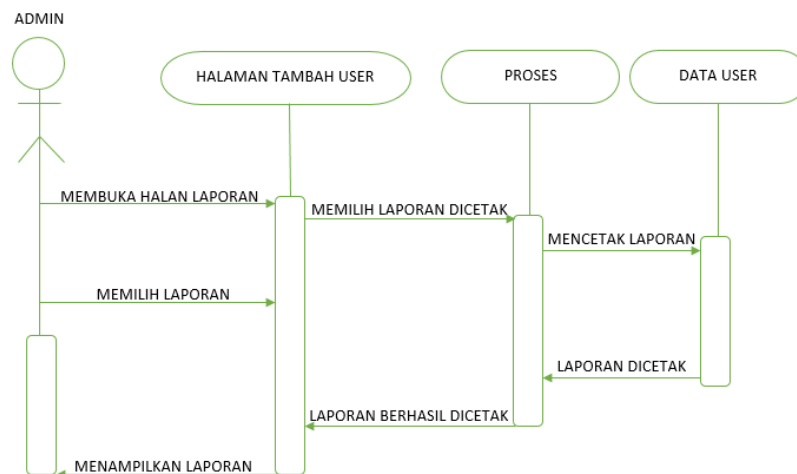 ADMIN
HALAMAN TAMBAH USER
PROSES
DATA USER
MEMBUKA HALAN LAPORAN
MEMILIH LAPORAN DICETAK
MENCETAK LAPORAN
MEMILIH LAPORAN
LAPORAN DICETAK
LAPORAN BERHASIL DICETAK
MENAMPILKAN LAPORAN